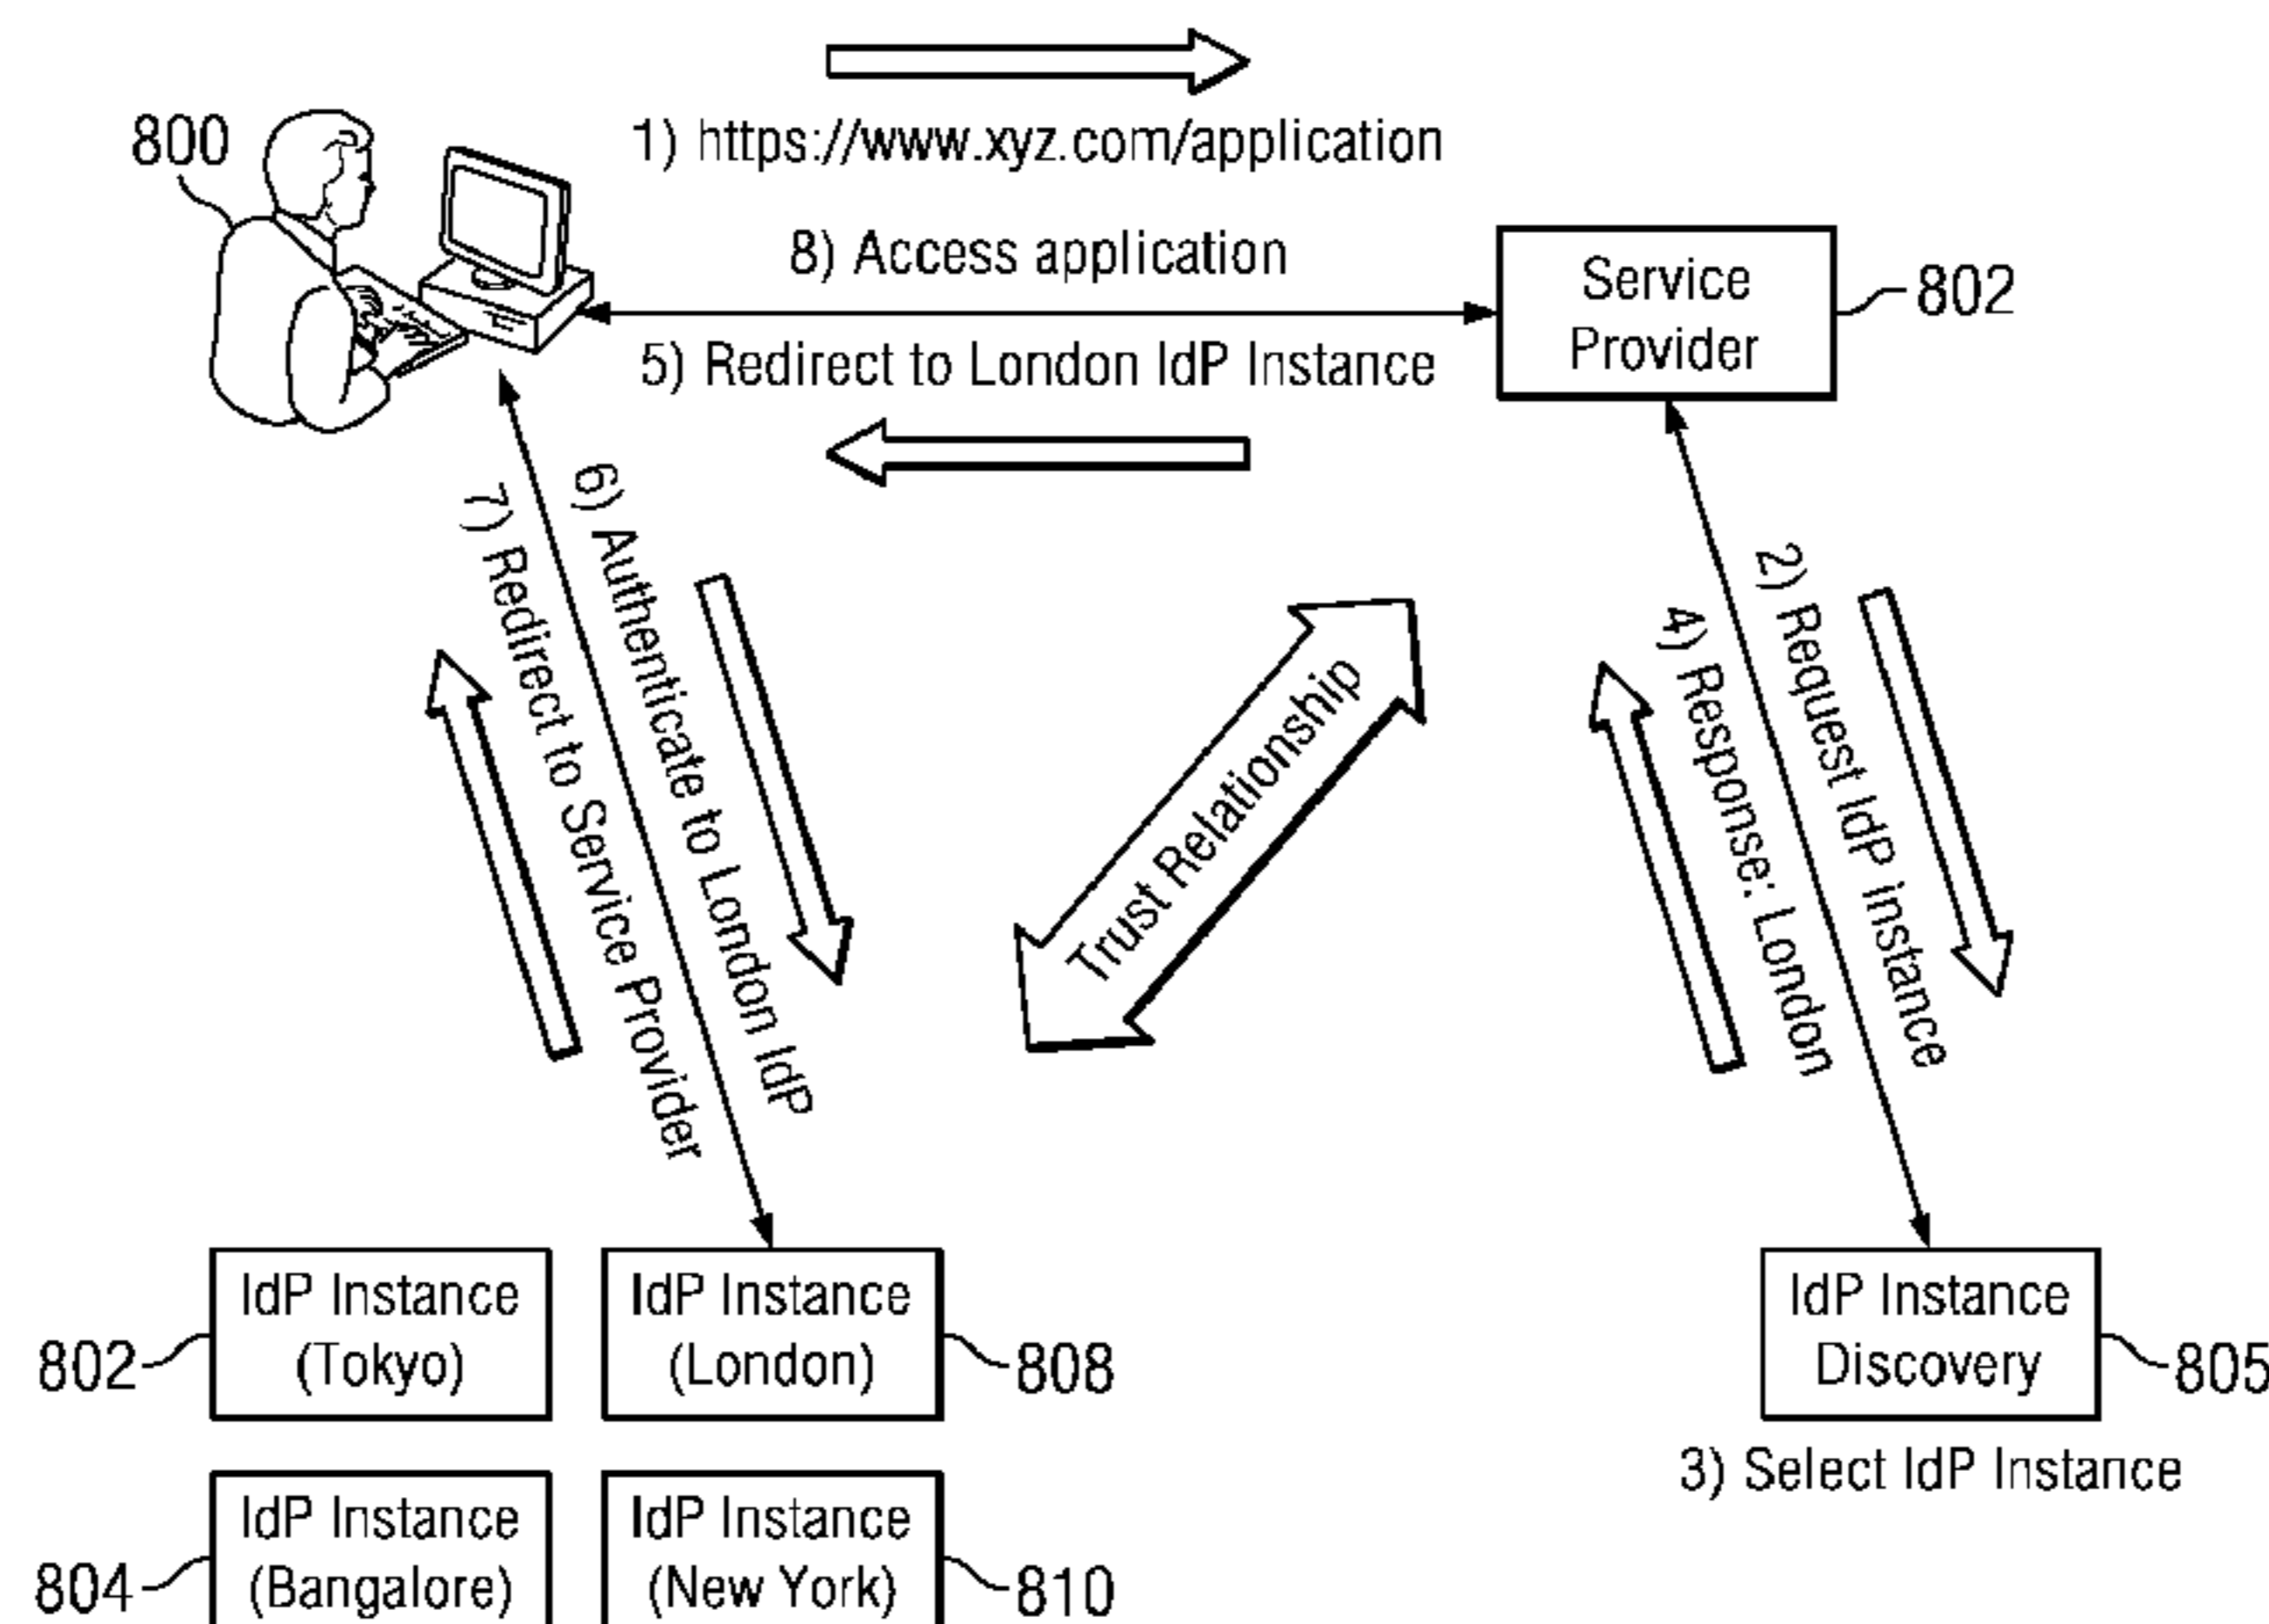 800
1) https://www.xyz.com/application
8) Access application
5) Redirect to London IdP Instance
Service
Provider
802
7) Redirect to Service Provider
6) Authenticate to London IdP
Trust Relationship
4) Response: London
2) Request IdP instance
IdP Instance
(Tokyo)
802
IdP Instance
(London)
808
IdP Instance
Discovery
805
3) Select IdP Instance
IdP Instance
(Bangalore)
804
IdP Instance
(New York)
810